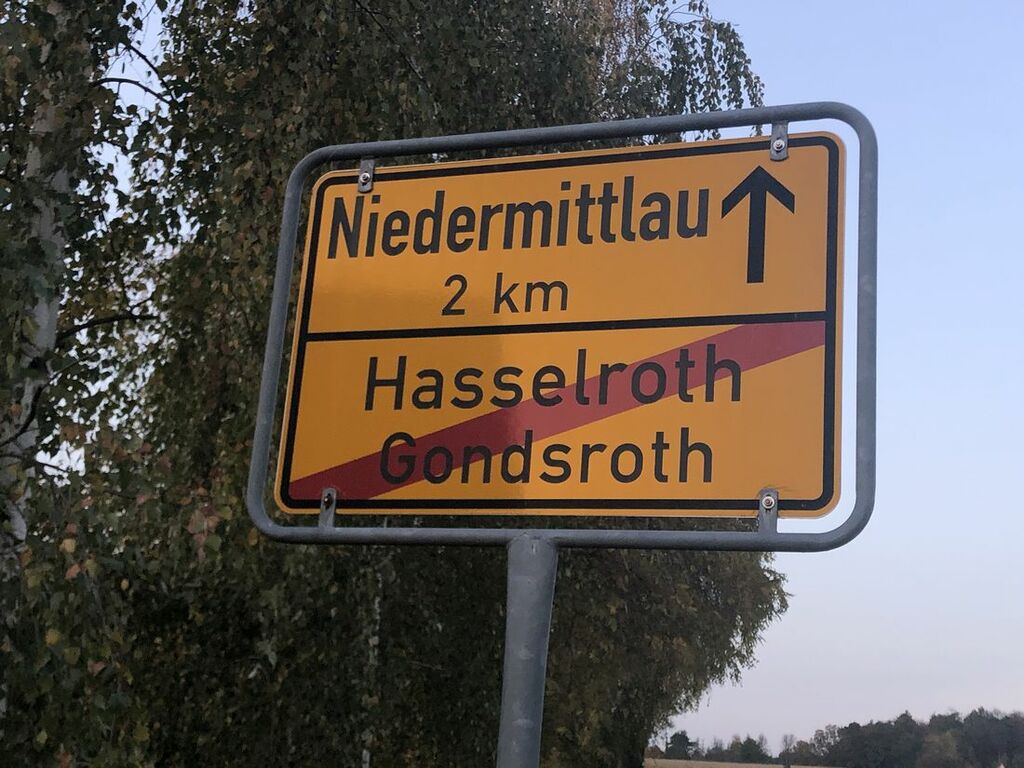 Niedermittlau
2 km
Hasselroth
Gondsroth